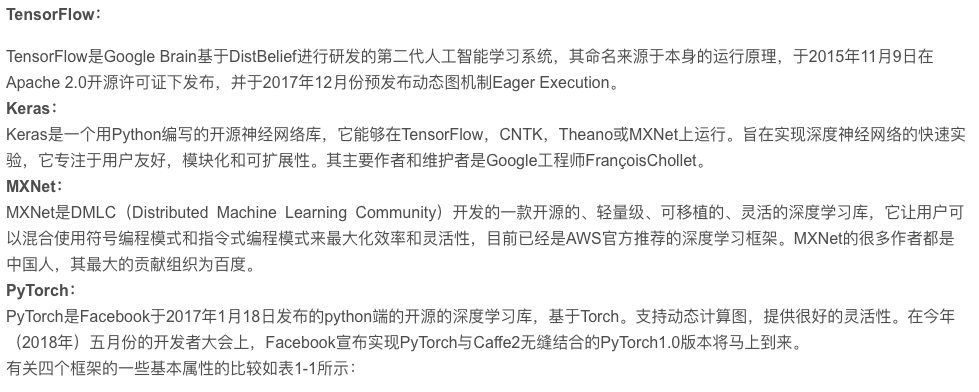 TensorFlow：
TensorFlow是Google Brain基于DistBelief进行研发的第二代人工智能学习系统，其命名来源于本身的运行原理，于2015年11月9日在
Apache 2.0开源许可证下发布，并于2017年12月份预发布动态图机制Eager Execution。
Keras：
Keras是一个用Python编写的开源神经网络库，它能够在TensorFlow，CNTK，Theano或MXNet上运行。旨在实现深度神经网络的快速实
验，它专注于用户友好，模块化和可扩展性。其主要作者和维护者是Google工程师FrançoisChollet。
MXNet：
MXNet是DMLC（Distributed Machine Learning Community）开发的一款开源的、轻量级、可移植的、灵活的深度学习库，它让用户可
以混合使用符号编程模式和指令式编程模式来最大化效率和灵活性，目前已经是AWS官方推荐的深度学习框架。MXNet的很多作者都是
中国人，其最大的贡献组织为百度。
PyTorch：
PyTorch是Facebook于2017年1月18日发布的python端的开源的深度学习库，基于Torch。支持动态计算图，提供很好的灵活性。在今年
（2018年）五月份的开发者大会上，Facebook宣布实现PyTorch与Caffe2无缝结合的PyTorch1.0版本将马上到来。
有关四个框架的一些基本属性的比较如表1-1所示：